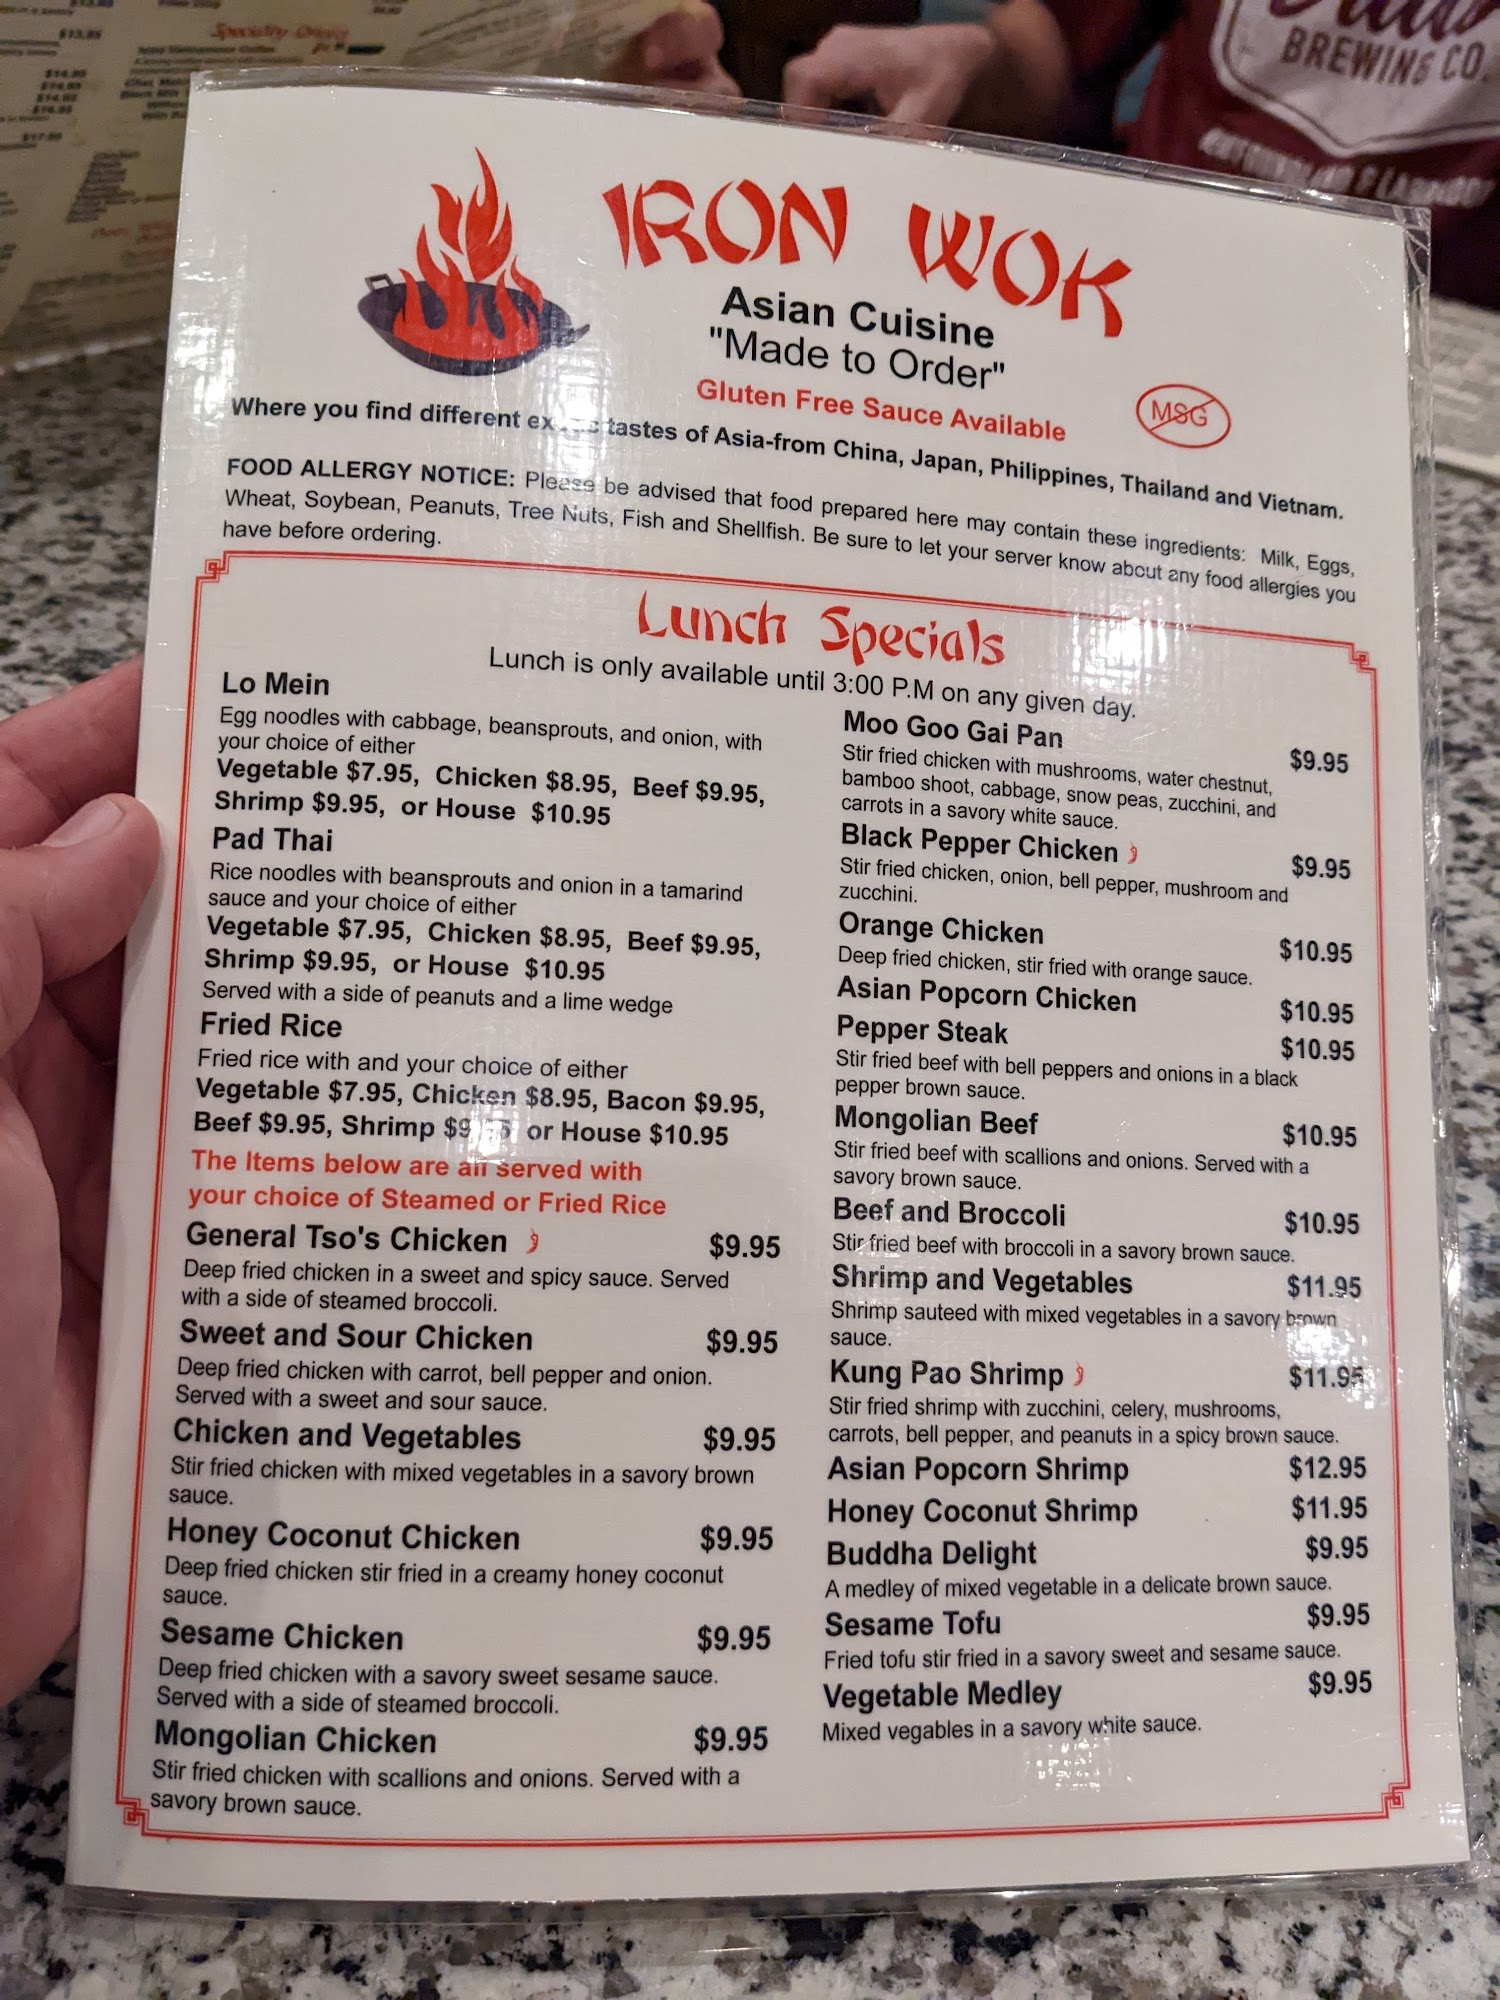 Specialty Drinks
$13.95
$14.95
$14.95
$14.95
$14.95
$17.95
BREWING CO.
IRON WOK
Asian Cuisine
"Made to Order"
Gluten Free Sauce Available
MSG
Where you find different tastes of Asia-from China, Japan, Philippines, Thailand and Vietnam.
FOOD ALLERGY NOTICE: Please be advised that food prepared here may contain these ingredients: Milk, Eggs,
Wheat, Soybean, Peanuts, Tree Nuts, Fish and Shellfish. Be sure to let your server know about any food allergies you
have before ordering.
Lunch Specials
Lunch is only available until 3:00 P.M on any given day.
Lo Mein
Egg noodles with cabbage, beansprouts, and onion, with
your choice of either
Vegetable $7.95, Chicken $8.95, Beef $9.95,
Shrimp $9.95, or House $10.95
Pad Thai
Rice noodles with beansprouts and onion in a tamarind
sauce and your choice of either
Vegetable $7.95, Chicken $8.95, Beef $9.95,
Shrimp $9.95, or House $10.95
Served with a side of peanuts and a lime wedge
Fried Rice
Fried rice with and your choice of either
Vegetable $7.95, Chicken $8.95, Bacon $9.95,
Beef $9.95, Shrimp or House $10.95
The Items below are all served with
your choice of Steamed or Fried Rice
General Tso's Chicken $9.95
Deep fried chicken in a sweet and spicy sauce. Served
with a side of steamed broccoli.
Sweet and Sour Chicken $9.95
Deep fried chicken with carrot, bell pepper and onion.
Served with a sweet and sour sauce.
Chicken and Vegetables $9.95
Stir fried chicken with mixed vegetables in a savory brown
sauce.
Honey Coconut Chicken $9.95
Deep fried chicken stir fried in a creamy honey coconut
sauce.
Sesame Chicken $9.95
Deep fried chicken with a savory sweet sesame sauce.
Served with a side of steamed broccoli.
Mongolian Chicken $9.95
Stir fried chicken with scallions and onions. Served with a
savory brown sauce.
Moo Goo Gai Pan $9.95
Stir fried chicken with mushrooms, water chestnut,
bamboo shoot, cabbage, snow peas, zucchini, and
carrots in a savory white sauce.
Black Pepper Chicken $9.95
Stir fried chicken, onion, bell pepper, mushroom and
zucchini.
Orange Chicken $10.95
Deep fried chicken, stir fried with orange sauce.
Asian Popcorn Chicken $10.95
Pepper Steak $10.95
Stir fried beef with bell peppers and onions in a black
pepper brown sauce.
Mongolian Beef $10.95
Stir fried beef with scallions and onions. Served with a
savory brown sauce.
Beef and Broccoli $10.95
Stir fried beef with broccoli in a savory brown sauce.
Shrimp and Vegetables $11.95
Shrimp sauteed with mixed vegetables in a savory brown
sauce.
Kung Pao Shrimp $11.95
Stir fried shrimp with zucchini, celery, mushrooms,
carrots, bell pepper, and peanuts in a spicy brown sauce.
Asian Popcorn Shrimp $12.95
Honey Coconut Shrimp $11.95
Buddha Delight $9.95
A medley of mixed vegetable in a delicate brown sauce.
Sesame Tofu $9.95
Fried tofu stir fried in a savory sweet and sesame sauce.
Vegetable Medley $9.95
Mixed vegables in a savory white sauce.